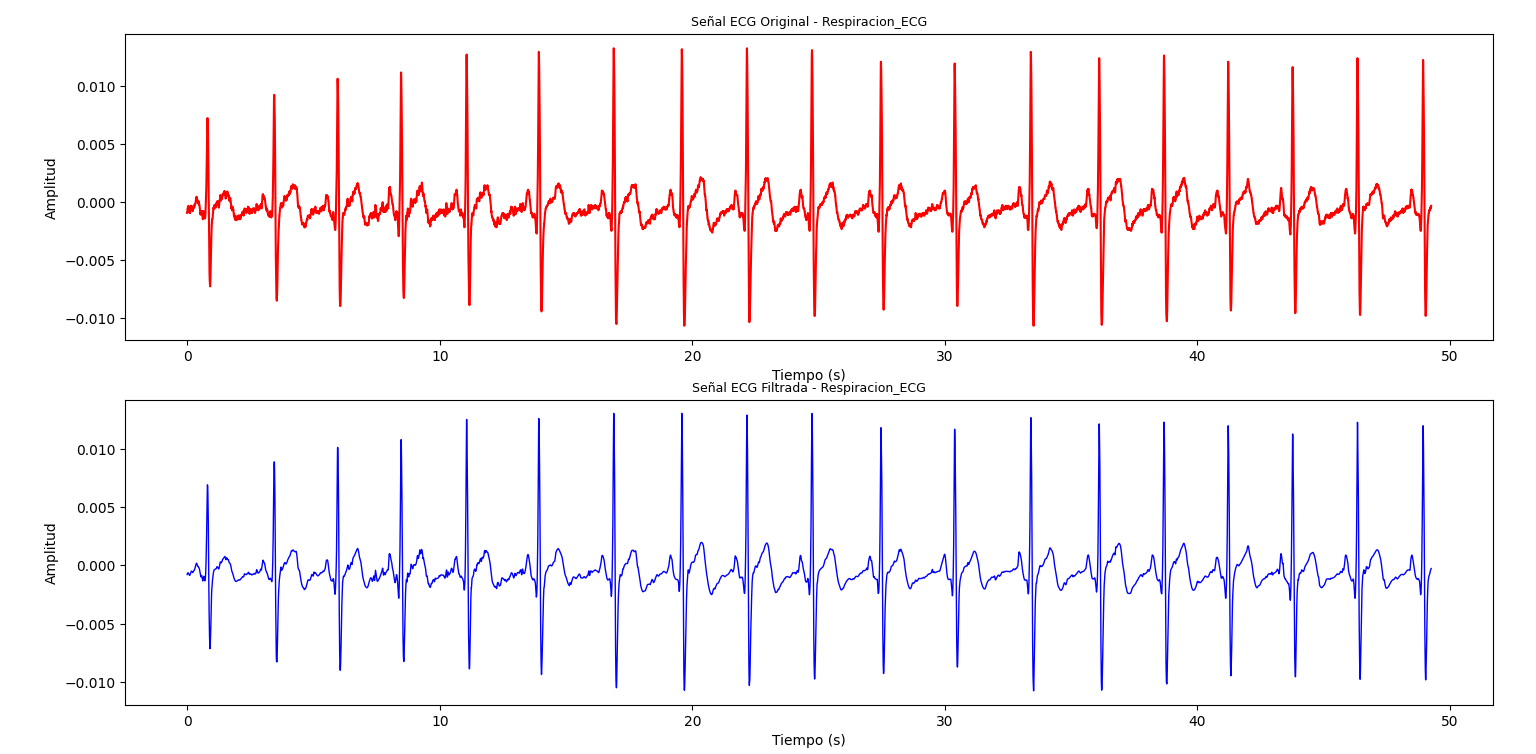 Señal ECG Original - Respiracion_ECG
0.010
0.005
0.000
−0.005
−0.010
Amplitud
0 10 20 30 40 50
Tiempo (s)
Señal ECG Filtrada - Respiracion_ECG
0.010
0.005
0.000
−0.005
−0.010
Amplitud
0 10 20 30 40 50
Tiempo (s)